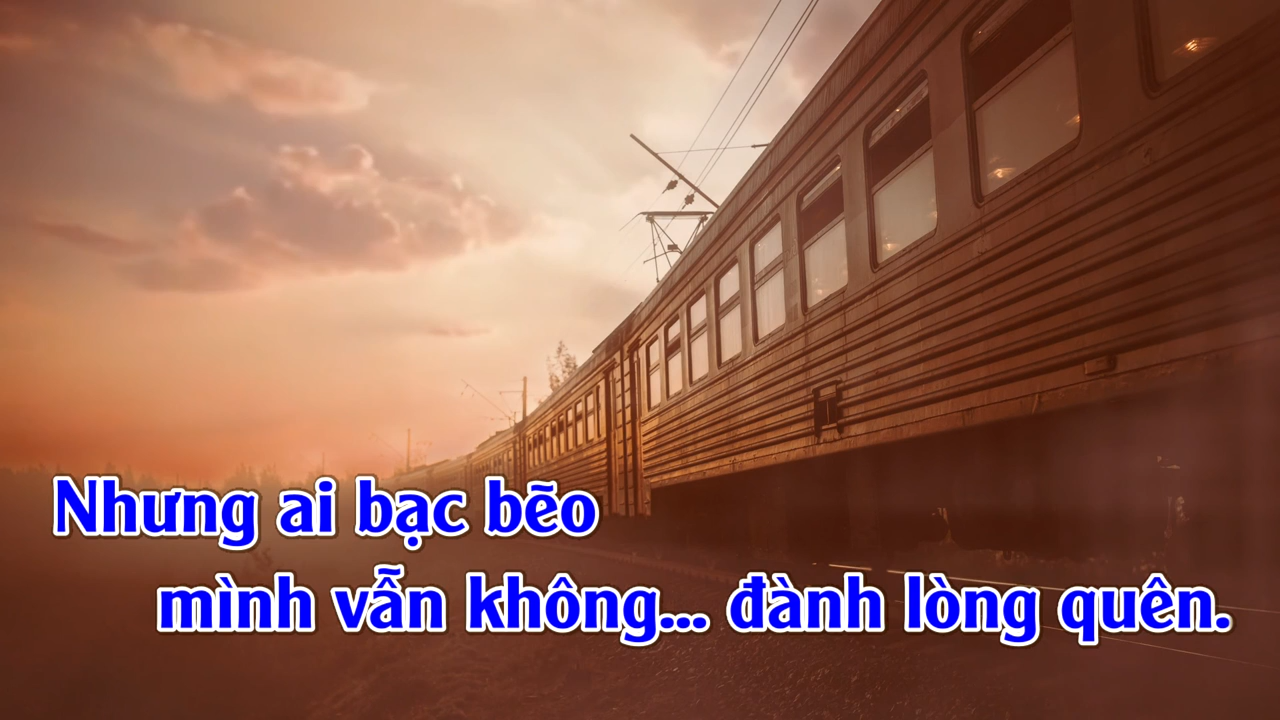 Nhưng ai bạc bẽo
mình vẫn không... đành lòng quên.